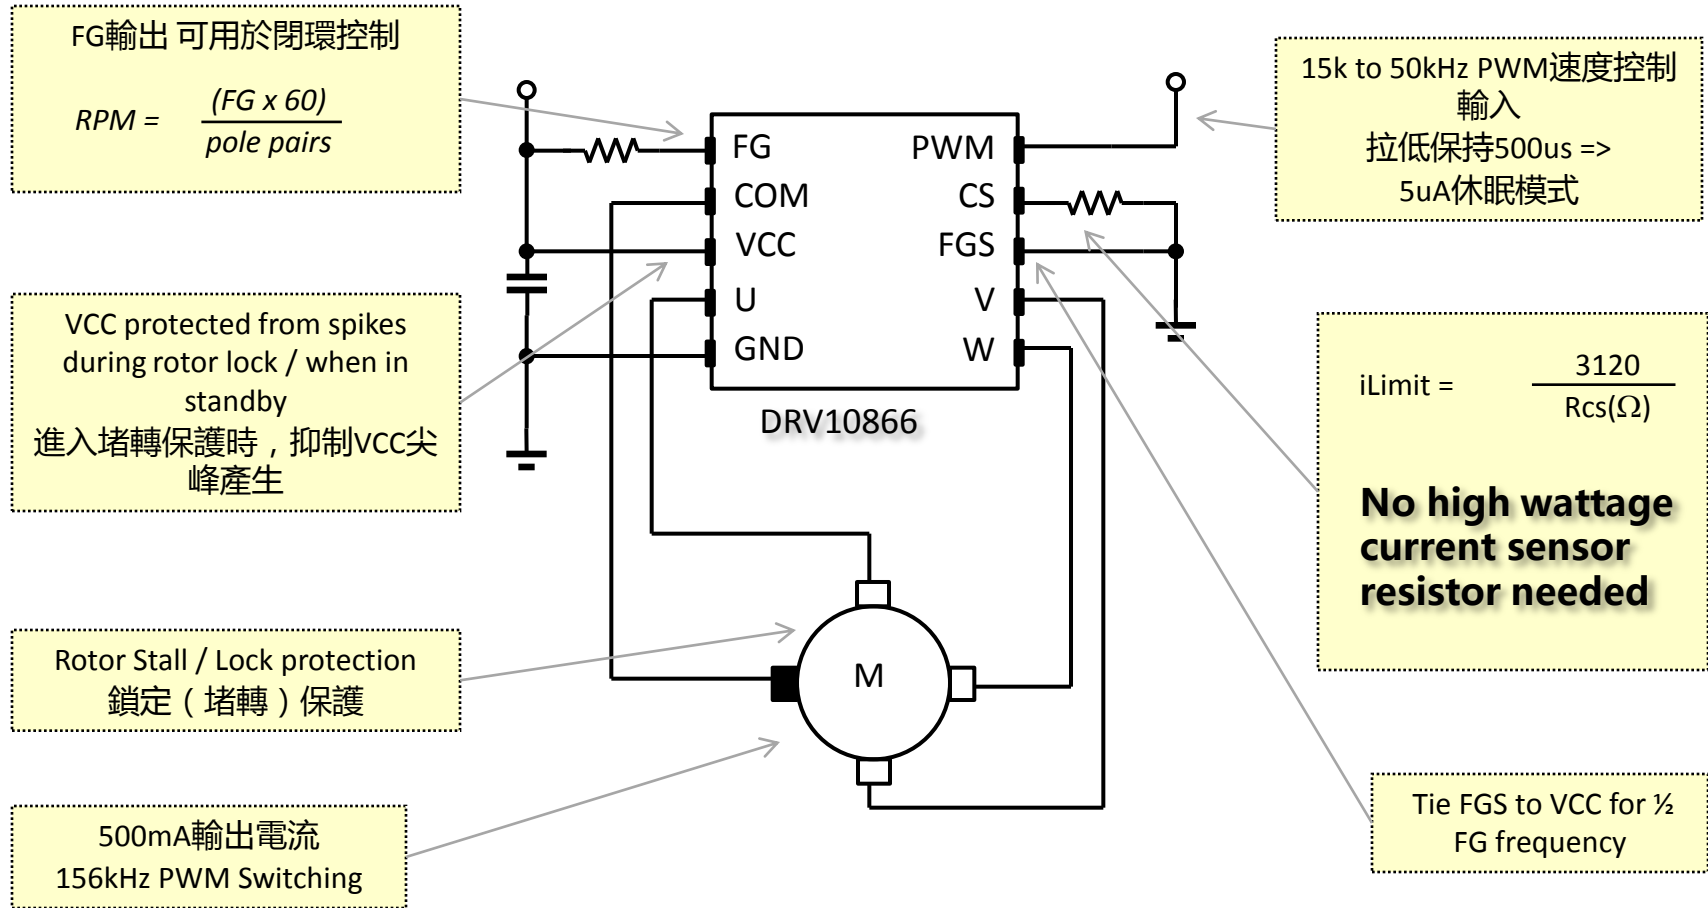 FG輸出 可用於閉環控制
RPM = (FG x 60)
pole pairs
VCC protected from spikes
during rotor lock / when in
standby
進入堵轉保護時，抑制VCC尖
峰產生
Rotor Stall / Lock protection
鎖定（堵轉）保護
500mA輸出電流
156kHz PWM Switching
FG
COM
VCC
U
GND
PWM
CS
FGS
V
W
DRV10866
M
15k to 50kHz PWM速度控制
輸入
拉低保持500us =>
5uA休眠模式
iLimit = 3120
Rcs(Ω)
No high wattage
current sensor
resistor needed
Tie FGS to VCC for ½
FG frequency